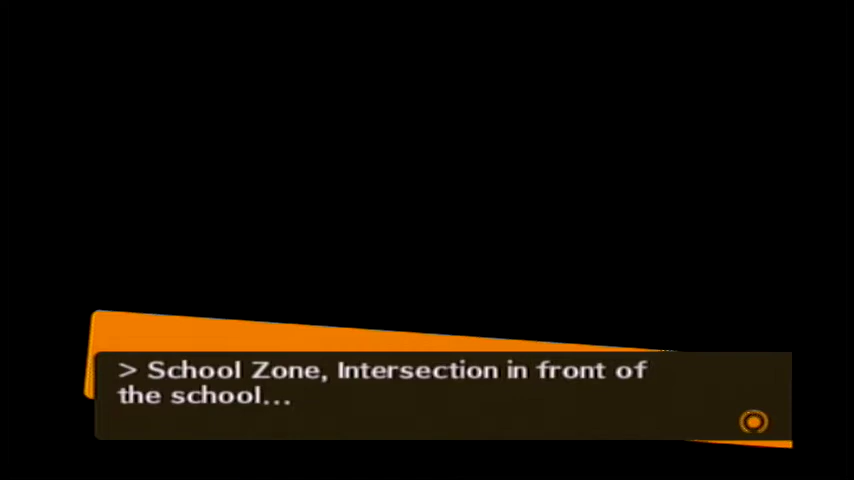 > School Zone, Intersection in front of
the school...